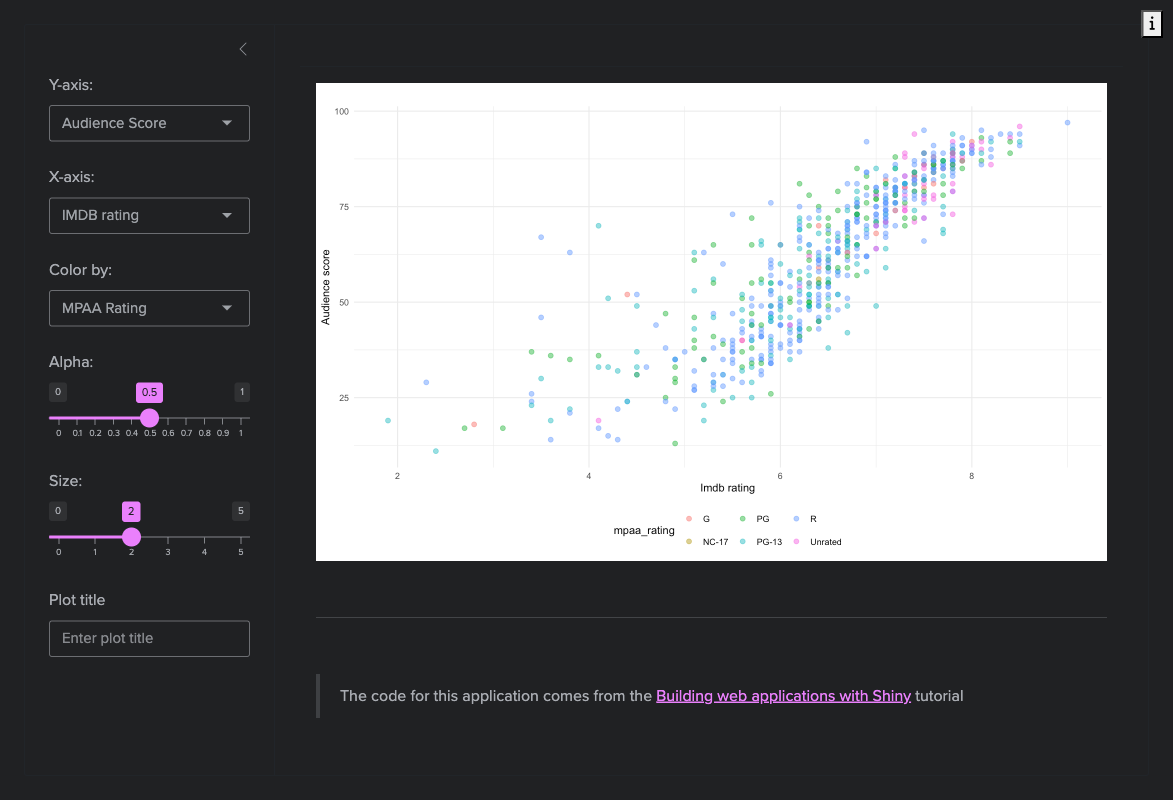 i
Y-axis:
Audience Score
X-axis:
IMDB rating
Color by:
MPAA Rating
Alpha:
0 0.5 1
0 0.1 0.2 0.3 0.4 0.5 0.6 0.7 0.8 0.9 1
Size:
0 2 5
0 1 2 3 4 5
Plot title
Enter plot title
100
75
50
25
Audience score
2 4 6 8
Imdb rating
mpaa_rating
G PG R
NC-17 PG-13 Unrated
The code for this application comes from the Building web applications with Shiny tutorial